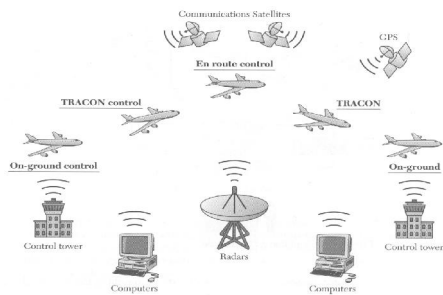 Communications Satellites
GPS
En route control
TRACON control
TRACON
On-ground control
On-ground
Control tower
Radars
Control tower
Computers
Computers